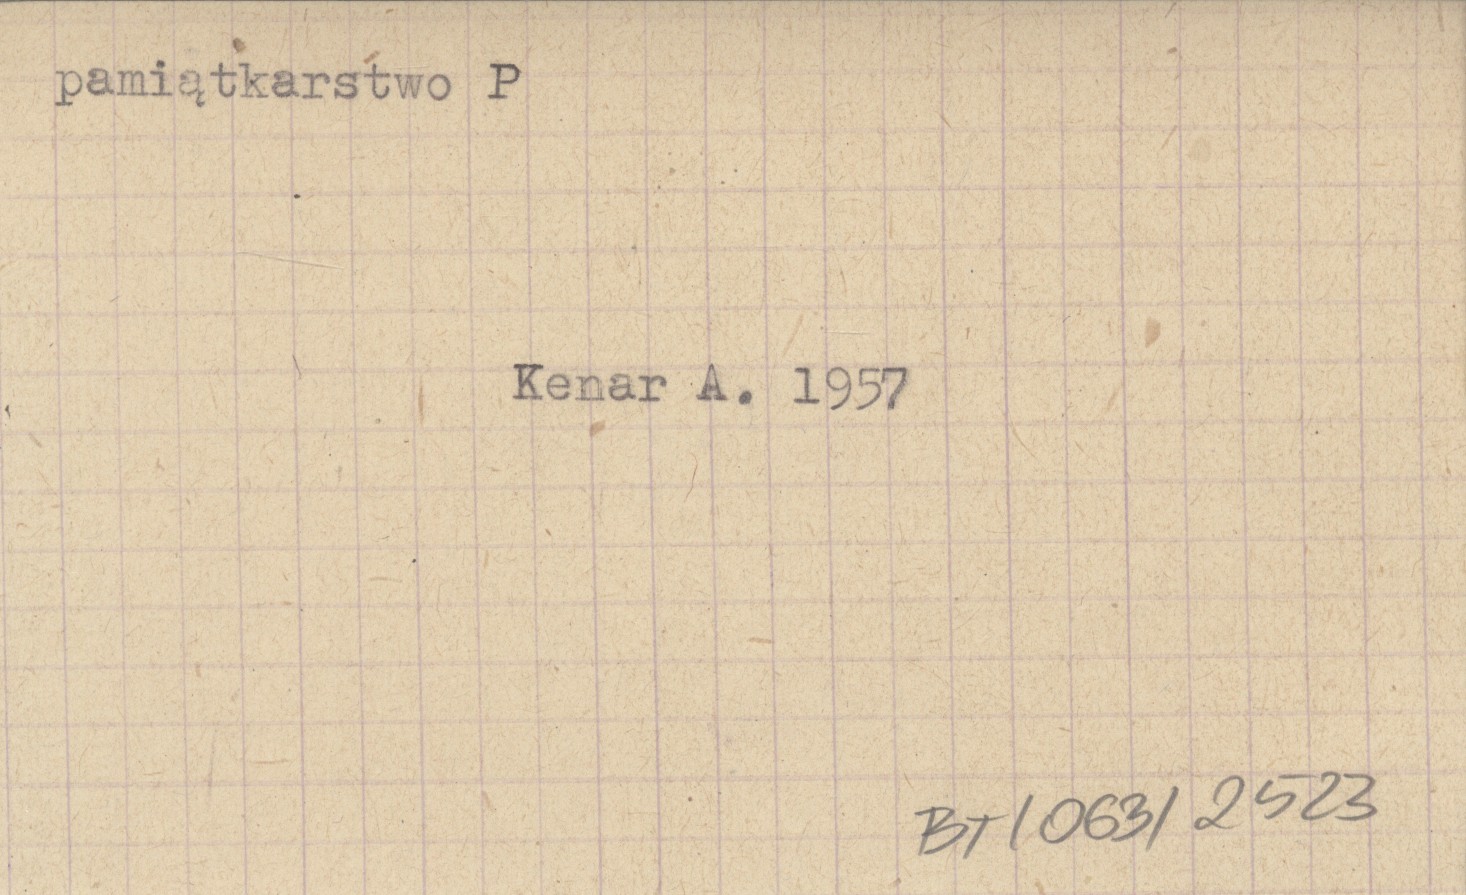 pamiątkarstwo P
Kenar A. 1957
BT/063/2523